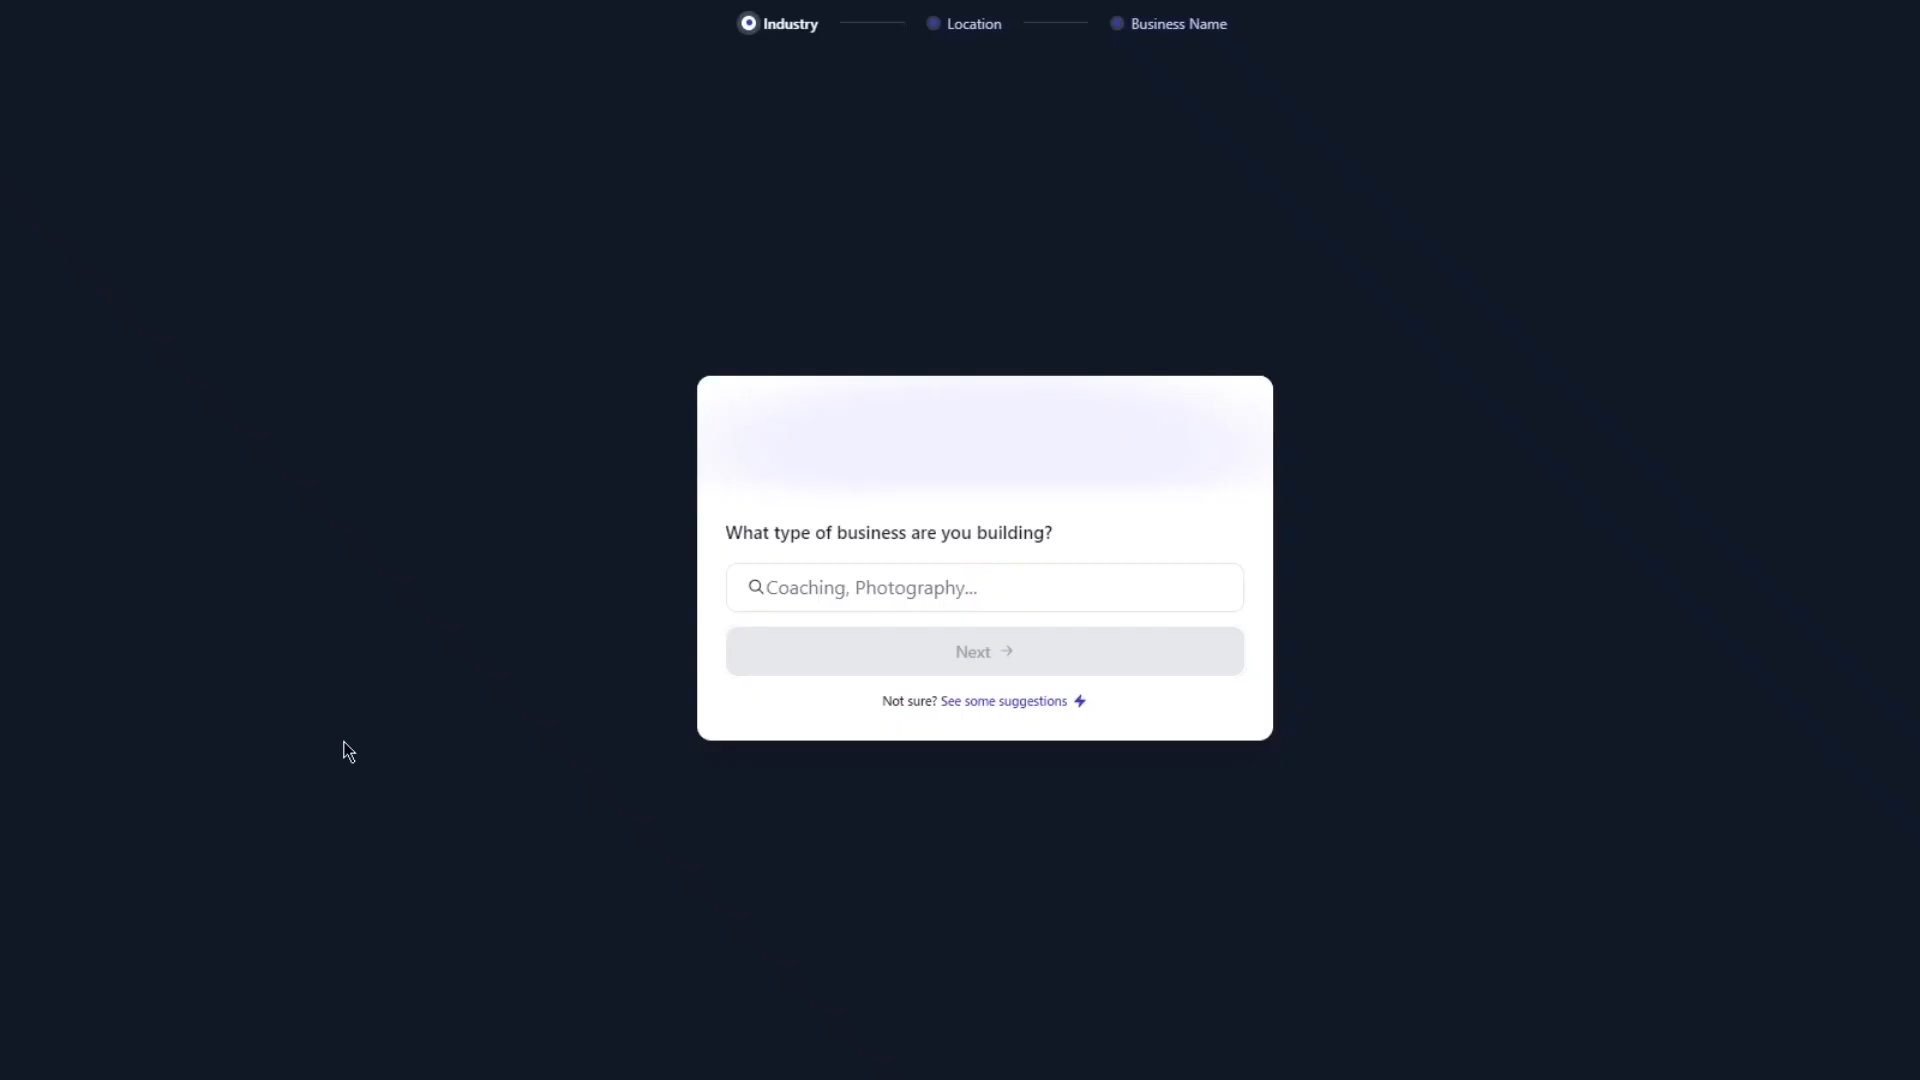 Industry
Location
Business Name
What type of business are you building?
Coaching, Photography...
Next →
Not sure? See some suggestions